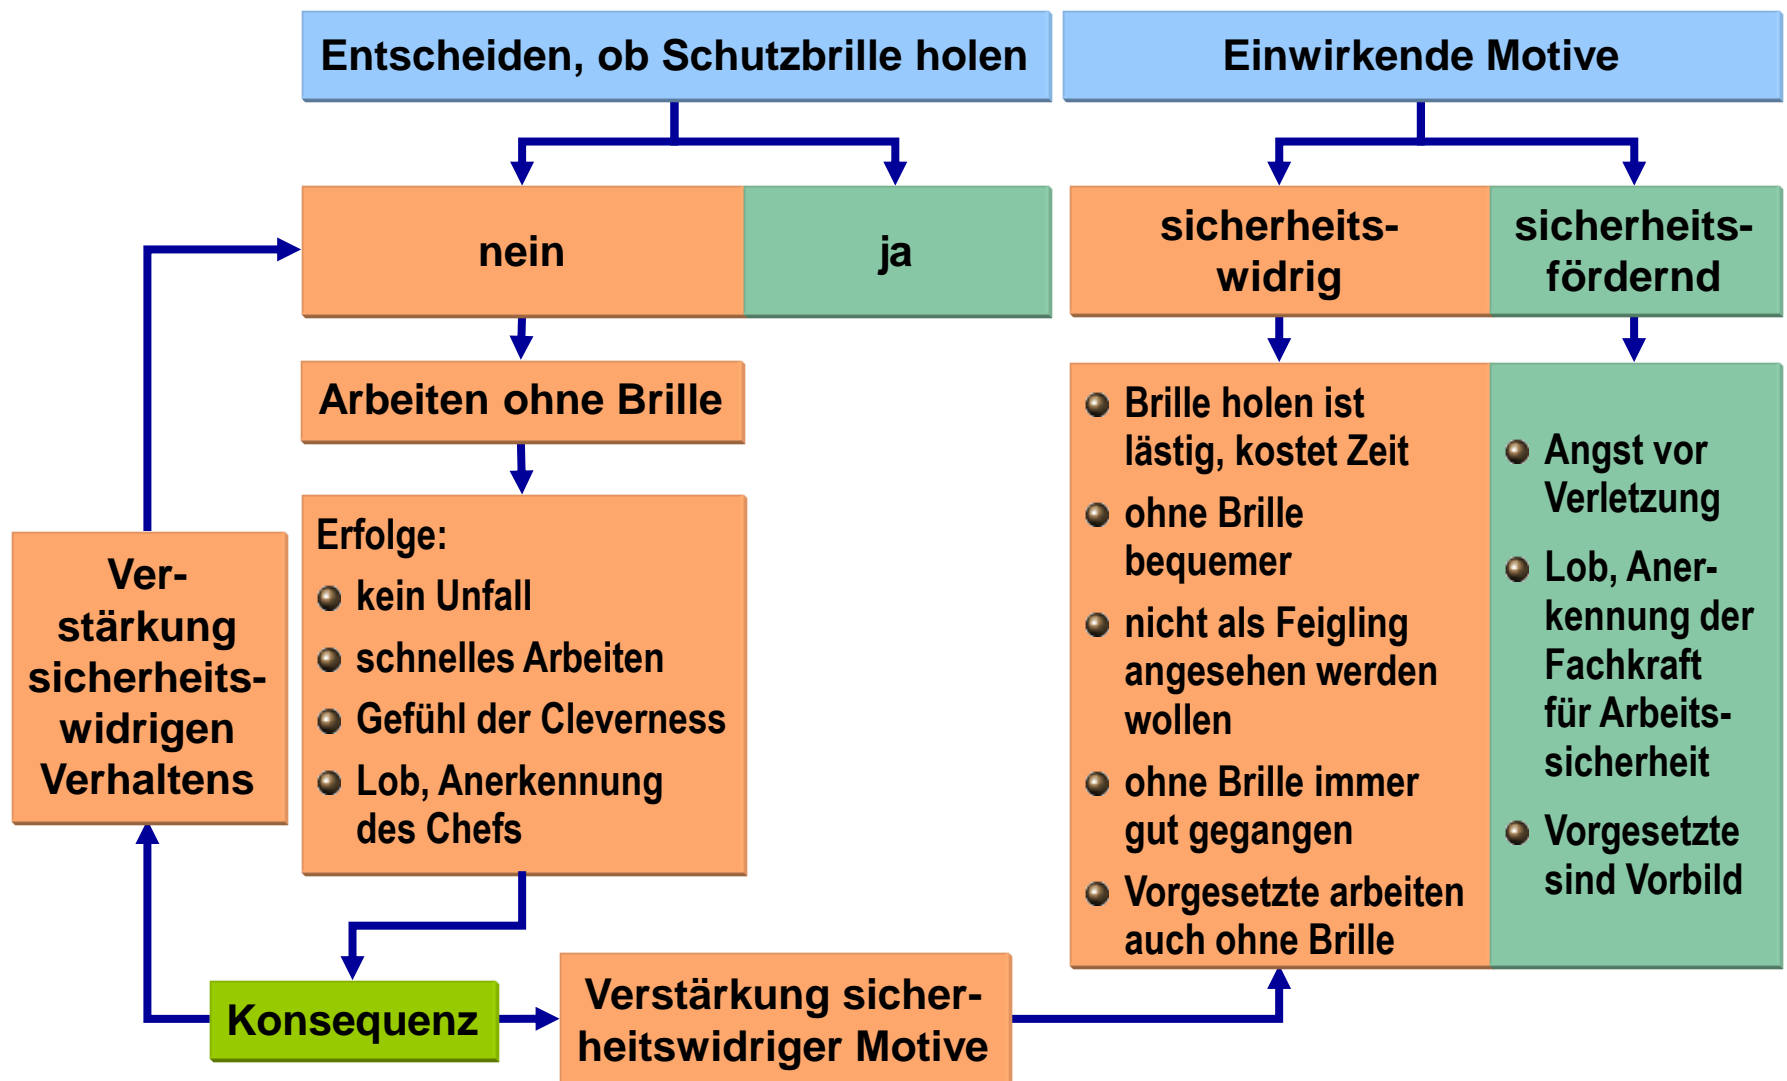 Entscheiden, ob Schutzbrille holen
Einwirkende Motive
nein
ja
sicherheits-
widrig
sicherheits-
fördernd
Arbeiten ohne Brille
Erfolge:
kein Unfall
schnelles Arbeiten
Gefühl der Cleverness
Lob, Anerkennung
des Chefs
Ver-
stärkung
sicherheits-
widrigen
Verhaltens
Konsequenz
Verstärkung sicher-
heitswidriger Motive
Brille holen ist
lästig, kostet Zeit
ohne Brille
bequemer
nicht als Feigling
angesehen werden
wollen
ohne Brille immer
gut gegangen
Vorgesetzte arbeiten
auch ohne Brille
Angst vor
Verletzung
Lob, Aner-
kennung der
Fachkraft
für Arbeits-
sicherheit
Vorgesetzte
sind Vorbild